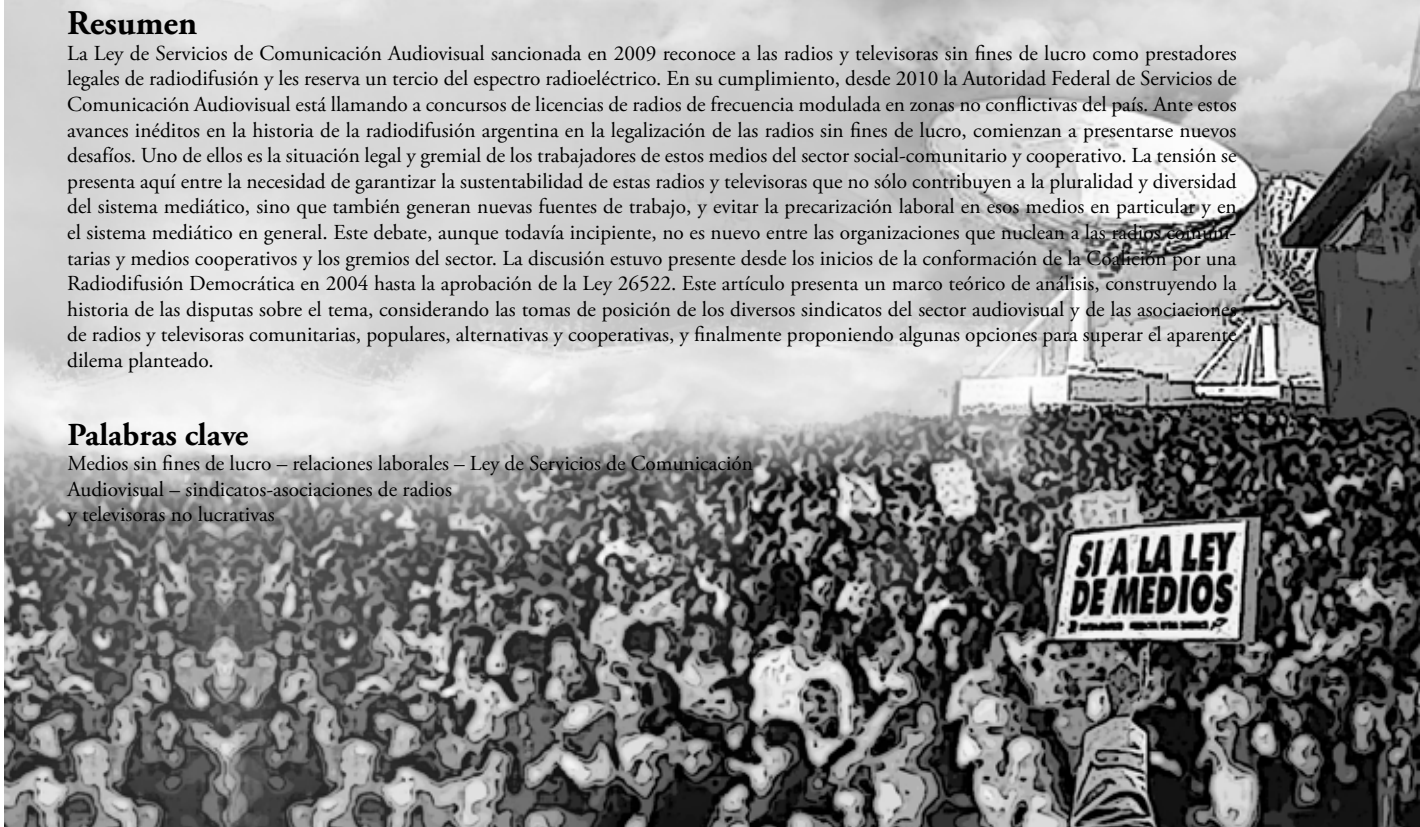 Resumen
La Ley de Servicios de Comunicación Audiovisual sancionada en 2009 reconoce a las radios y televisoras sin fines de lucro como prestadores
legales de radiodifusión y les reserva un tercio del espectro radioeléctrico. En su cumplimiento, desde 2010 la Autoridad Federal de Servicios de
Comunicación Audiovisual está llamando a concursos de licencias de radios de frecuencia modulada en zonas no conflictivas del país. Ante estos
avances inéditos en la historia de la radiodifusión argentina en la legalización de las radios sin fines de lucro, comienzan a presentarse nuevos
desafíos. Uno de ellos es la situación legal y gremial de los trabajadores de estos medios del sector social-comunitario y cooperativo. La tensión se
presenta aquí entre la necesidad de garantizar la sustentabilidad de estas radios y televisoras que no sólo contribuyen a la pluralidad y diversidad
del sistema mediático, sino que también generan nuevas fuentes de trabajo, y evitar la precarización laboral en esos medios en particular y en
el sistema mediático en general. Este debate, aunque todavía incipiente, no es nuevo entre las organizaciones que nuclean a las radios comuni-
tarias y medios cooperativos y los gremios del sector. La discusión estuvo presente desde los inicios de la conformación de la Coalición por una
Radiodifusión Democrática en 2004 hasta la aprobación de la Ley 26522. Este artículo presenta un marco teórico de análisis, construyendo la
historia de las disputas sobre el tema, considerando las tomas de posición de los diversos sindicatos del sector audiovisual y de las asociaciones
de radios y televisoras comunitarias, populares, alternativas y cooperativas, y finalmente proponiendo algunas opciones para superar el aparente
dilema planteado.
Palabras clave
Medios sin fines de lucro – relaciones laborales – Ley de Servicios de Comunicación
Audiovisual – sindicatos-asociaciones de radios
y televisoras no lucrativas
SI A LA LEY
DE MEDIOS